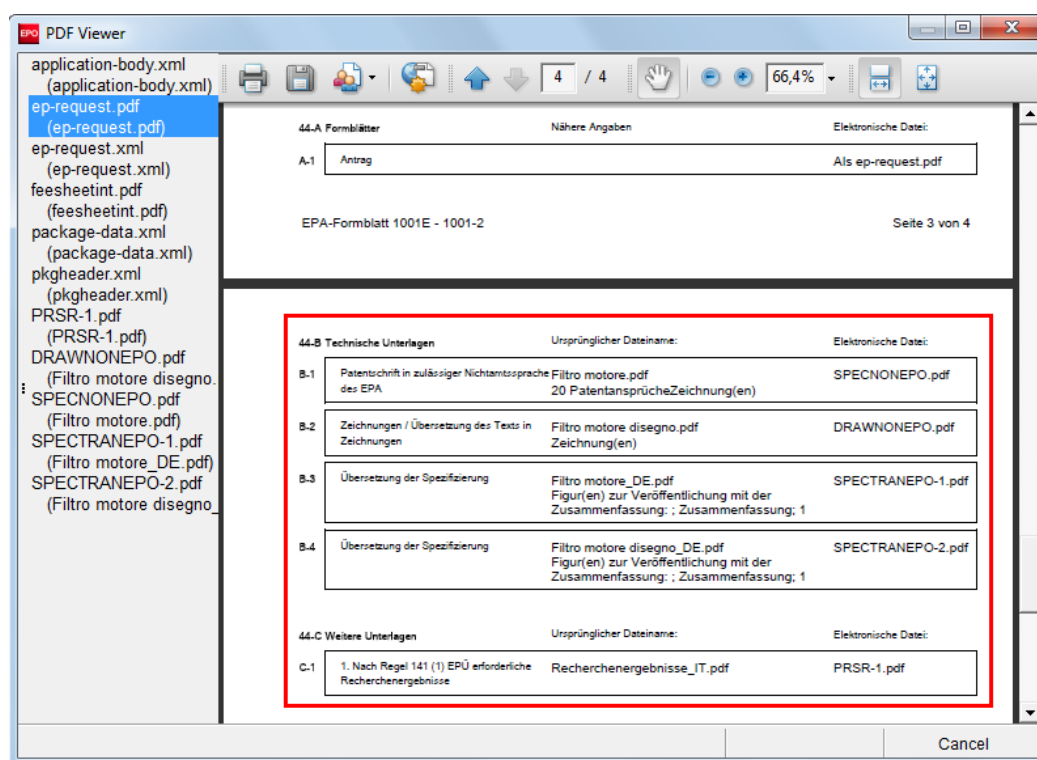 EPO PDF Viewer
application-body.xml
(application-body.xml)
ep-request.pdf
(ep-request.pdf)
ep-request.xml
(ep-request.xml)
feesheetint.pdf
(feesheetint.pdf)
package-data.xml
(package-data.xml)
pkgheader.xml
(pkgheader.xml)
PRSR-1.pdf
(PRSR-1.pdf)
DRAWNONEPO.pdf
(Filtro motore disegno.
SPECNONEPO.pdf
(Filtro motore.pdf)
SPECTRANEPO-1.pdf
(Filtro motore_DE.pdf)
SPECTRANEPO-2.pdf
(Filtro motore disegno_
4 / 4 66,4%
44-A Formblätter Nähere Angaben Elektronische Datei:
A-1 Antrag Als ep-request.pdf
EPA-Formblatt 1001E - 1001-2 Seite 3 von 4
44-B Technische Unterlagen Ursprünglicher Dateiname: Elektronische Datei:
B-1 Patentschrift in zulässiger Nichtamtssprache Filtro motore.pdf SPECNONEPO.pdf
des EPA 20 PatentansprücheZeichnung(en)
B-2 Zeichnungen / Übersetzung des Texts in Filtro motore disegno.pdf DRAWNONEPO.pdf
Zeichnungen Zeichnung(en)
B-3 Übersetzung der Spezifizierung Filtro motore_DE.pdf SPECTRANEPO-1.pdf
Figur(en) zur Veröffentlichung mit der
Zusammenfassung: ; Zusammenfassung; 1
B-4 Übersetzung der Spezifizierung Filtro motore disegno_DE.pdf SPECTRANEPO-2.pdf
Figur(en) zur Veröffentlichung mit der
Zusammenfassung: ; Zusammenfassung; 1
44-C Weitere Unterlagen Ursprünglicher Dateiname: Elektronische Datei:
C-1 1. Nach Regel 141 (1) EPÜ erforderliche Recherchenergebnisse_IT.pdf PRSR-1.pdf
Recherchenergebnisse
Cancel